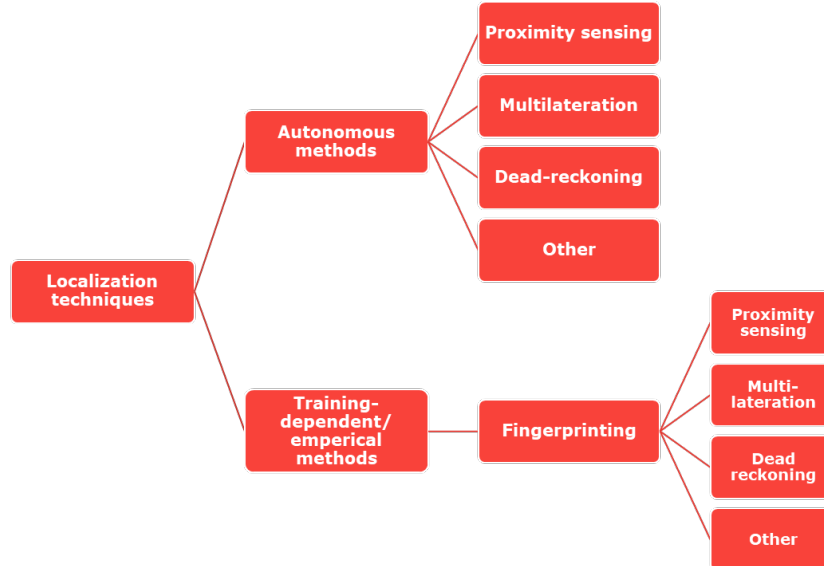 Proximity sensing
Multilateration
Autonomous
methods
Dead-reckoning
Other
Localization
techniques
Training-
dependent/
emperical
methods
Fingerprinting
Proximity
sensing
Multi-
lateration
Dead
reckoning
Other